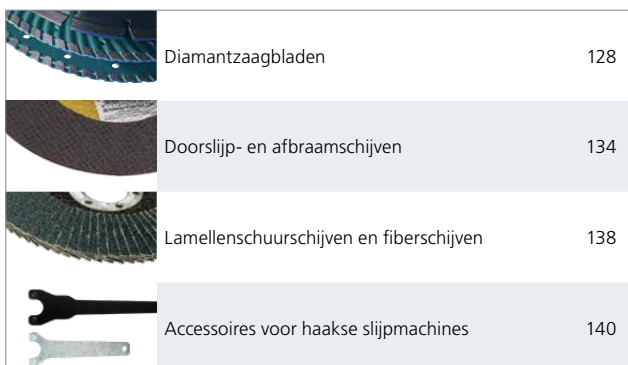 Diamantzaagbladen 128
Doorslijp- en afbraamschijven 134
Lamellenschuurschijven en fiberschijven 138
Accessoires voor haakse slijpmachines 140